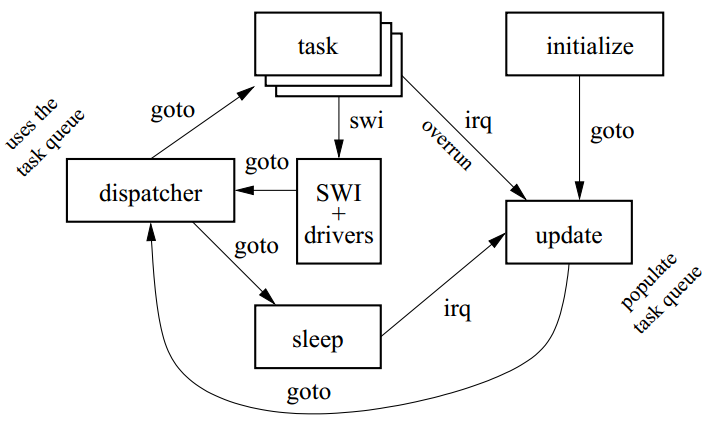 task
initialize
uses the
task queue
goto
swi
irq
overrun
goto
dispatcher
goto
SWI
+
drivers
update
goto
populate
task queue
sleep
irq
goto